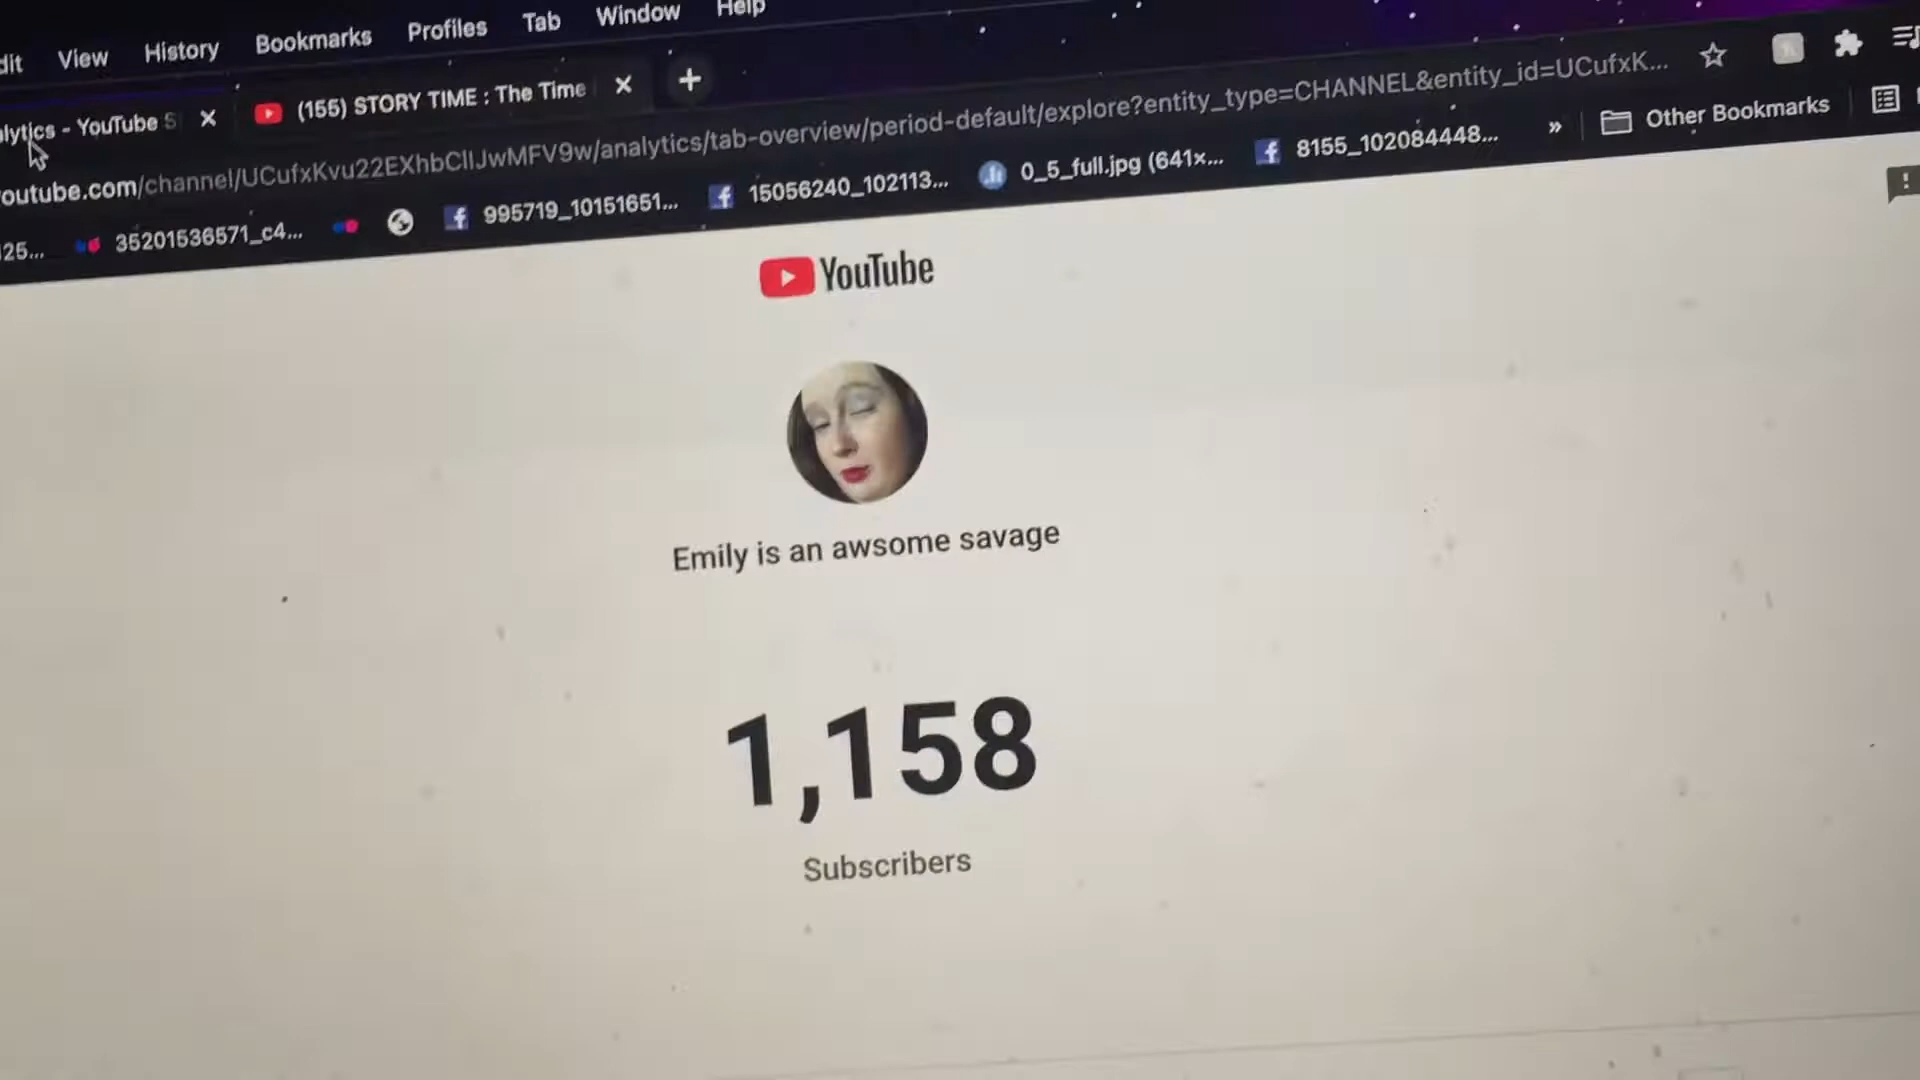 dit View History Bookmarks Profiles Tab Window Help
lytics - YouTube S (155) STORY TIME : The Time
outube.com/channel/UCufxKvu22EXhbClIJwMFV9w/analytics/tab-overview/period-default/explore?entity_type=CHANNEL&entity_id=UCufxK...
25... 35201536571_c4... 995719_10151651... 15056240_102113... 0_5_full.jpg (641×... 8155_102084448... » Other Bookmarks
YouTube
Emily is an awsome savage
1,158
Subscribers